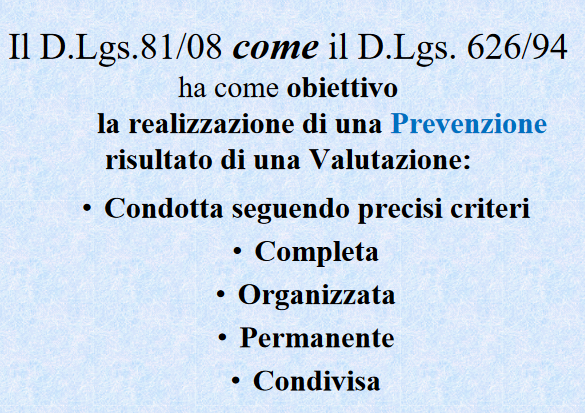 Il D.Lgs.81/08 come il D.Lgs. 626/94
ha come obiettivo
la realizzazione di una Prevenzione
risultato di una Valutazione:
• Condotta seguendo precisi criteri
• Completa
• Organizzata
• Permanente
• Condivisa